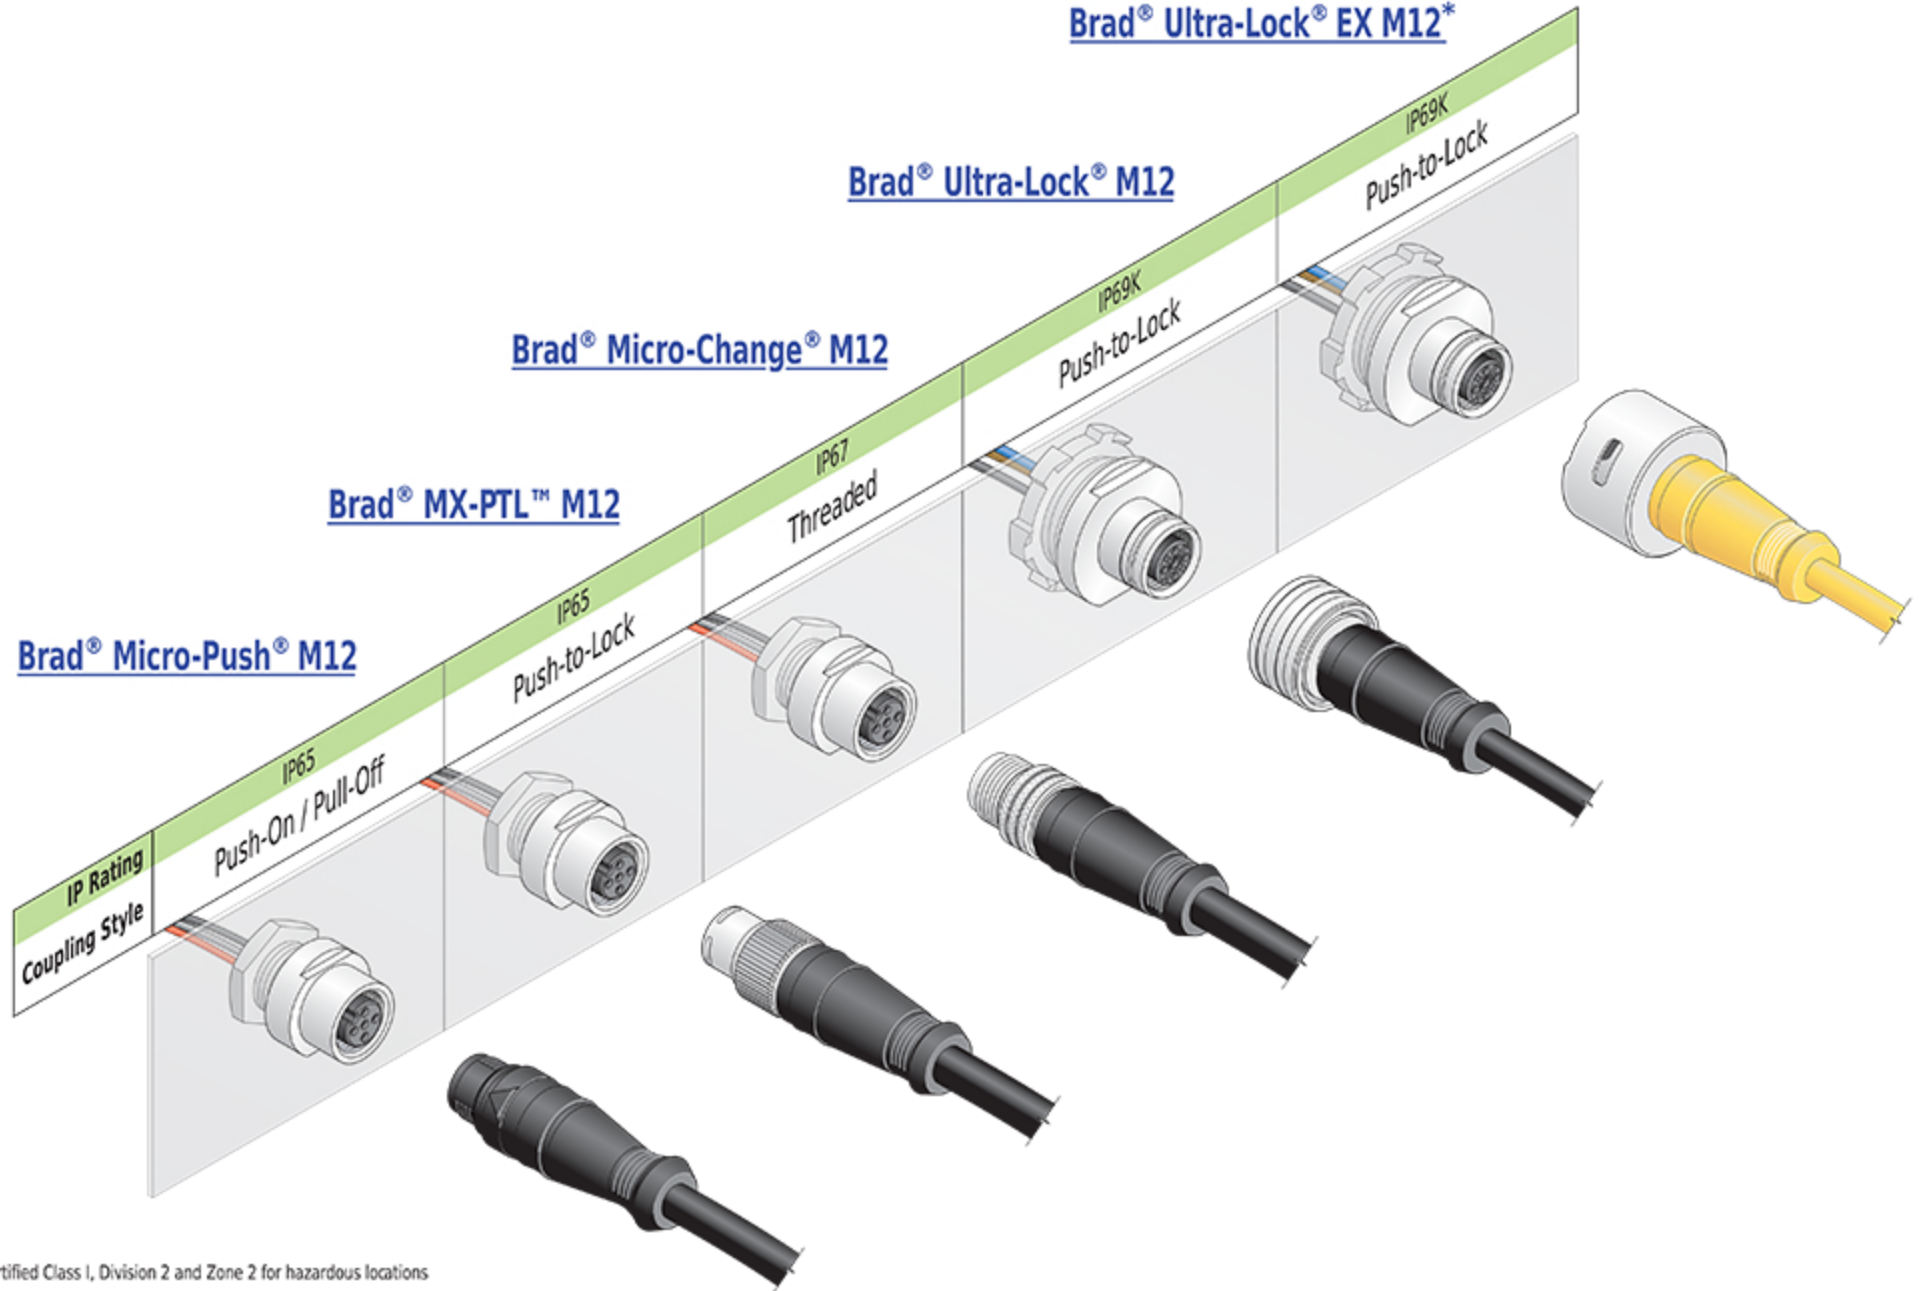 Brad® Ultra-Lock® EX M12*
IP69K
Push-to-Lock
Brad® Ultra-Lock® M12
IP69K
Push-to-Lock
Brad® Micro-Change® M12
IP67
Threaded
Brad® MX-PTL™ M12
IP65
Push-to-Lock
Brad® Micro-Push® M12
IP65
Push-On / Pull-Off
IP Rating
Coupling Style
Class I, Division 2 and Zone 2 for hazardous locations